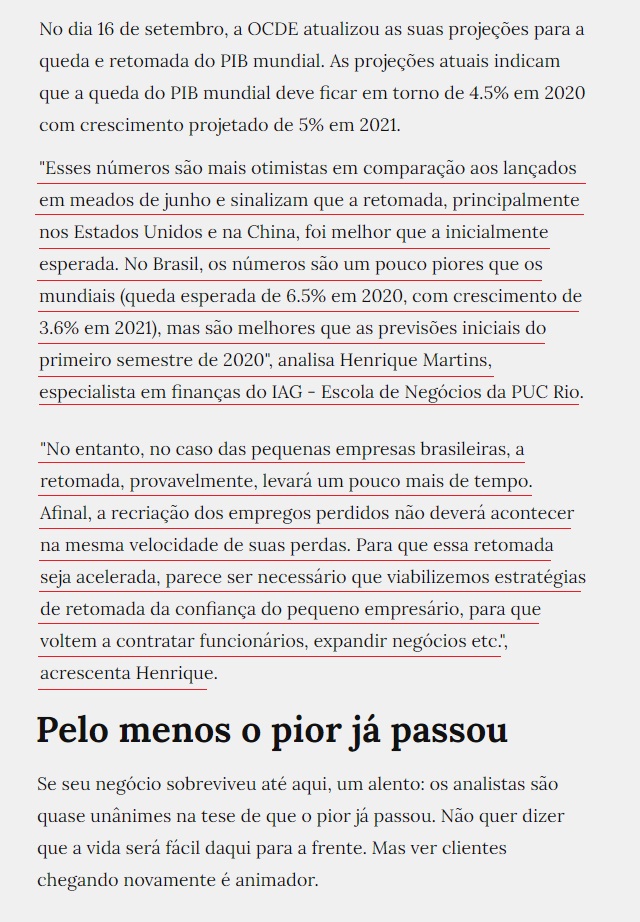 No dia 16 de setembro, a OCDE atualizou as suas projeções para a
queda e retomada do PIB mundial. As projeções atuais indicam
que a queda do PIB mundial deve ficar em torno de 4.5% em 2020
com crescimento projetado de 5% em 2021.
"Esses números são mais otimistas em comparação aos lançados
em meados de junho e sinalizam que a retomada, principalmente
nos Estados Unidos e na China, foi melhor que a inicialmente
esperada. No Brasil, os números são um pouco piores que os
mundiais (queda esperada de 6.5% em 2020, com crescimento de
3.6% em 2021), mas são melhores que as previsões iniciais do
primeiro semestre de 2020", analisa Henrique Martins,
especialista em finanças do IAG - Escola de Negócios da PUC Rio.
"No entanto, no caso das pequenas empresas brasileiras, a
retomada, provavelmente, levará um pouco mais de tempo.
Afinal, a recriação dos empregos perdidos não deverá acontecer
na mesma velocidade de suas perdas. Para que essa retomada
seja acelerada, parece ser necessário que viabilizemos estratégias
de retomada da confiança do pequeno empresário, para que
voltem a contratar funcionários, expandir negócios etc.",
acrescenta Henrique.
Pelo menos o pior já passou
Se seu negócio sobreviveu até aqui, um alento: os analistas são
quase unânimes na tese de que o pior já passou. Não quer dizer
que a vida será fácil daqui para a frente. Mas ver clientes
chegando novamente é animador.